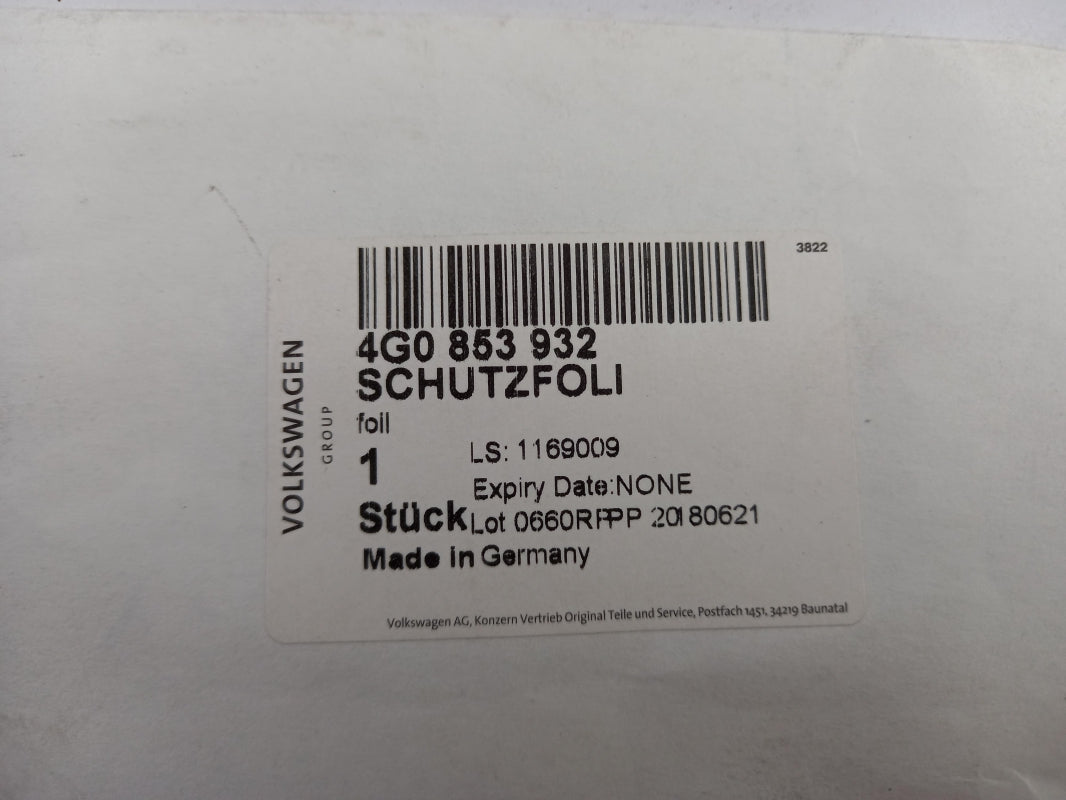 3822
4G0 853 932
SCHUTZFOLI
foil
1
LS: 1169009
Expiry Date:NONE
Stück
Lot 0660RPPP 20180621
Made in Germany
VOLKSWAGEN
GROUP
Volkswagen AG, Konzern Vertrieb Original Teile und Service, Postfach 1451, 34219 Baunatal